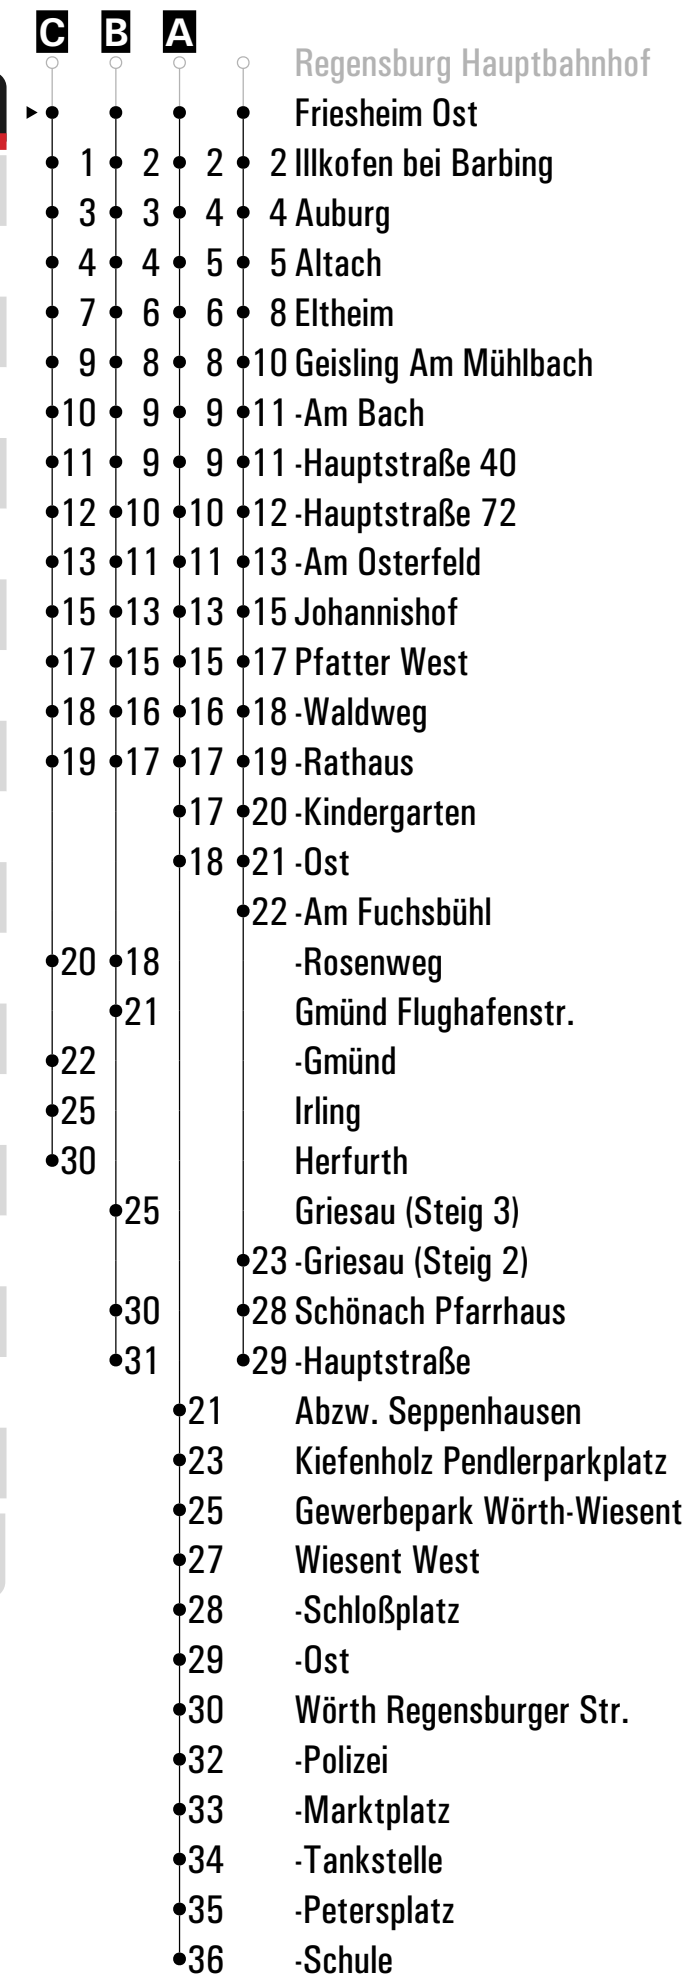 C B A
Regensburg Hauptbahnhof
Friesheim Ost
1 2 2 2 Illkofen bei Barbing
3 3 4 4 Auburg
4 4 5 5 Altach
7 6 6 8 Eltheim
9 8 8 10 Geisling Am Mühlbach
10 9 9 11 -Am Bach
11 9 9 11 -Hauptstraße 40
12 10 10 12 -Hauptstraße 72
13 11 11 13 -Am Osterfeld
15 13 13 15 Johannishof
17 15 15 17 Pfatter West
18 16 16 18 -Waldweg
19 17 17 19 -Rathaus
17 20 -Kindergarten
18 21 -Ost
22 -Am Fuchsbühl
20 18 -Rosenweg
21 Gmünd Flughafenstr.
22 -Gmünd
25 Irling
30 Herfurth
25 Griesau (Steig 3)
23 -Griesau (Steig 2)
30 28 Schönach Pfarrhaus
31 29 -Hauptstraße
21 Abzw. Seppenhausen
23 Kiefenholz Pendlerparkplatz
25 Gewerbepark Wörth-Wiesent
27 Wiesent West
28 -Schloßplatz
29 -Ost
30 Wörth Regensburger Str.
32 -Polizei
33 -Marktplatz
34 -Tankstelle
35 -Petersplatz
36 -Schule